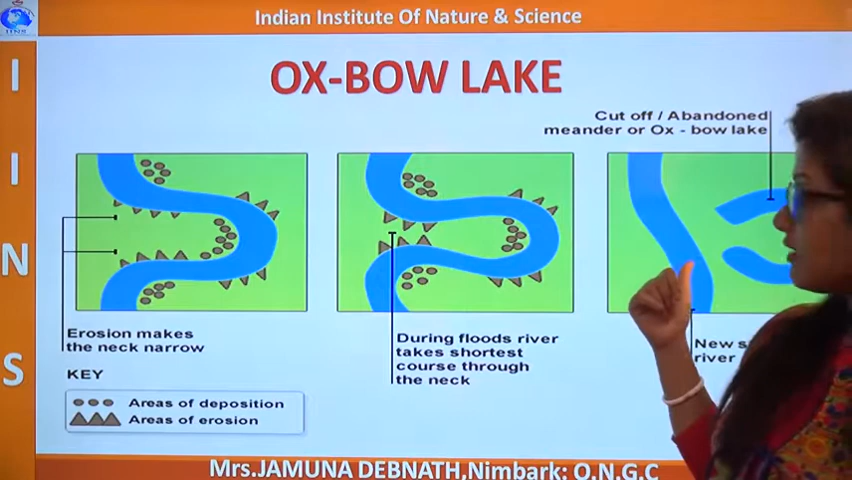 Indian Institute Of Nature & Science
IINS
I
I
N
S
OX-BOW LAKE
Cut off / Abandoned
meander or Ox - bow lake
Erosion makes
the neck narrow
During floods river
takes shortest
course through
the neck
New s
river
KEY
Areas of deposition
Areas of erosion
Mrs.JAMUNA DEBNATH,Nimbark: O.N.G.C